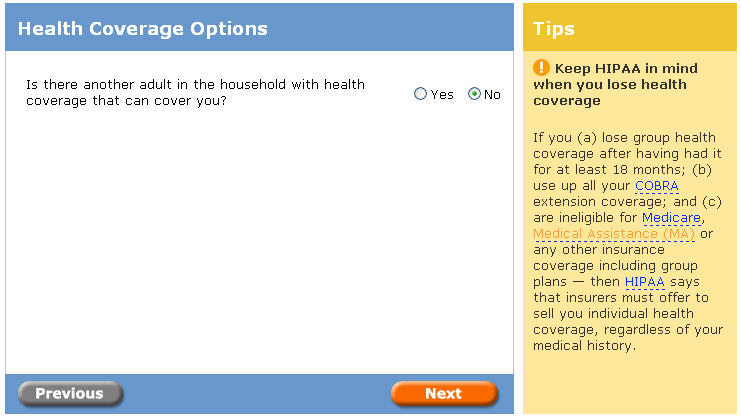 Health Coverage Options
Is there another adult in the household with health
coverage that can cover you?
Yes No
Previous
Next
Tips
! Keep HIPAA in mind
when you lose health
coverage
If you (a) lose group health
coverage after having had it
for at least 18 months; (b)
use up all your COBRA
extension coverage; and (c)
are ineligible for Medicare,
Medical Assistance (MA) or
any other insurance
coverage including group
plans — then HIPAA says
that insurers must offer to
sell you individual health
coverage, regardless of your
medical history.